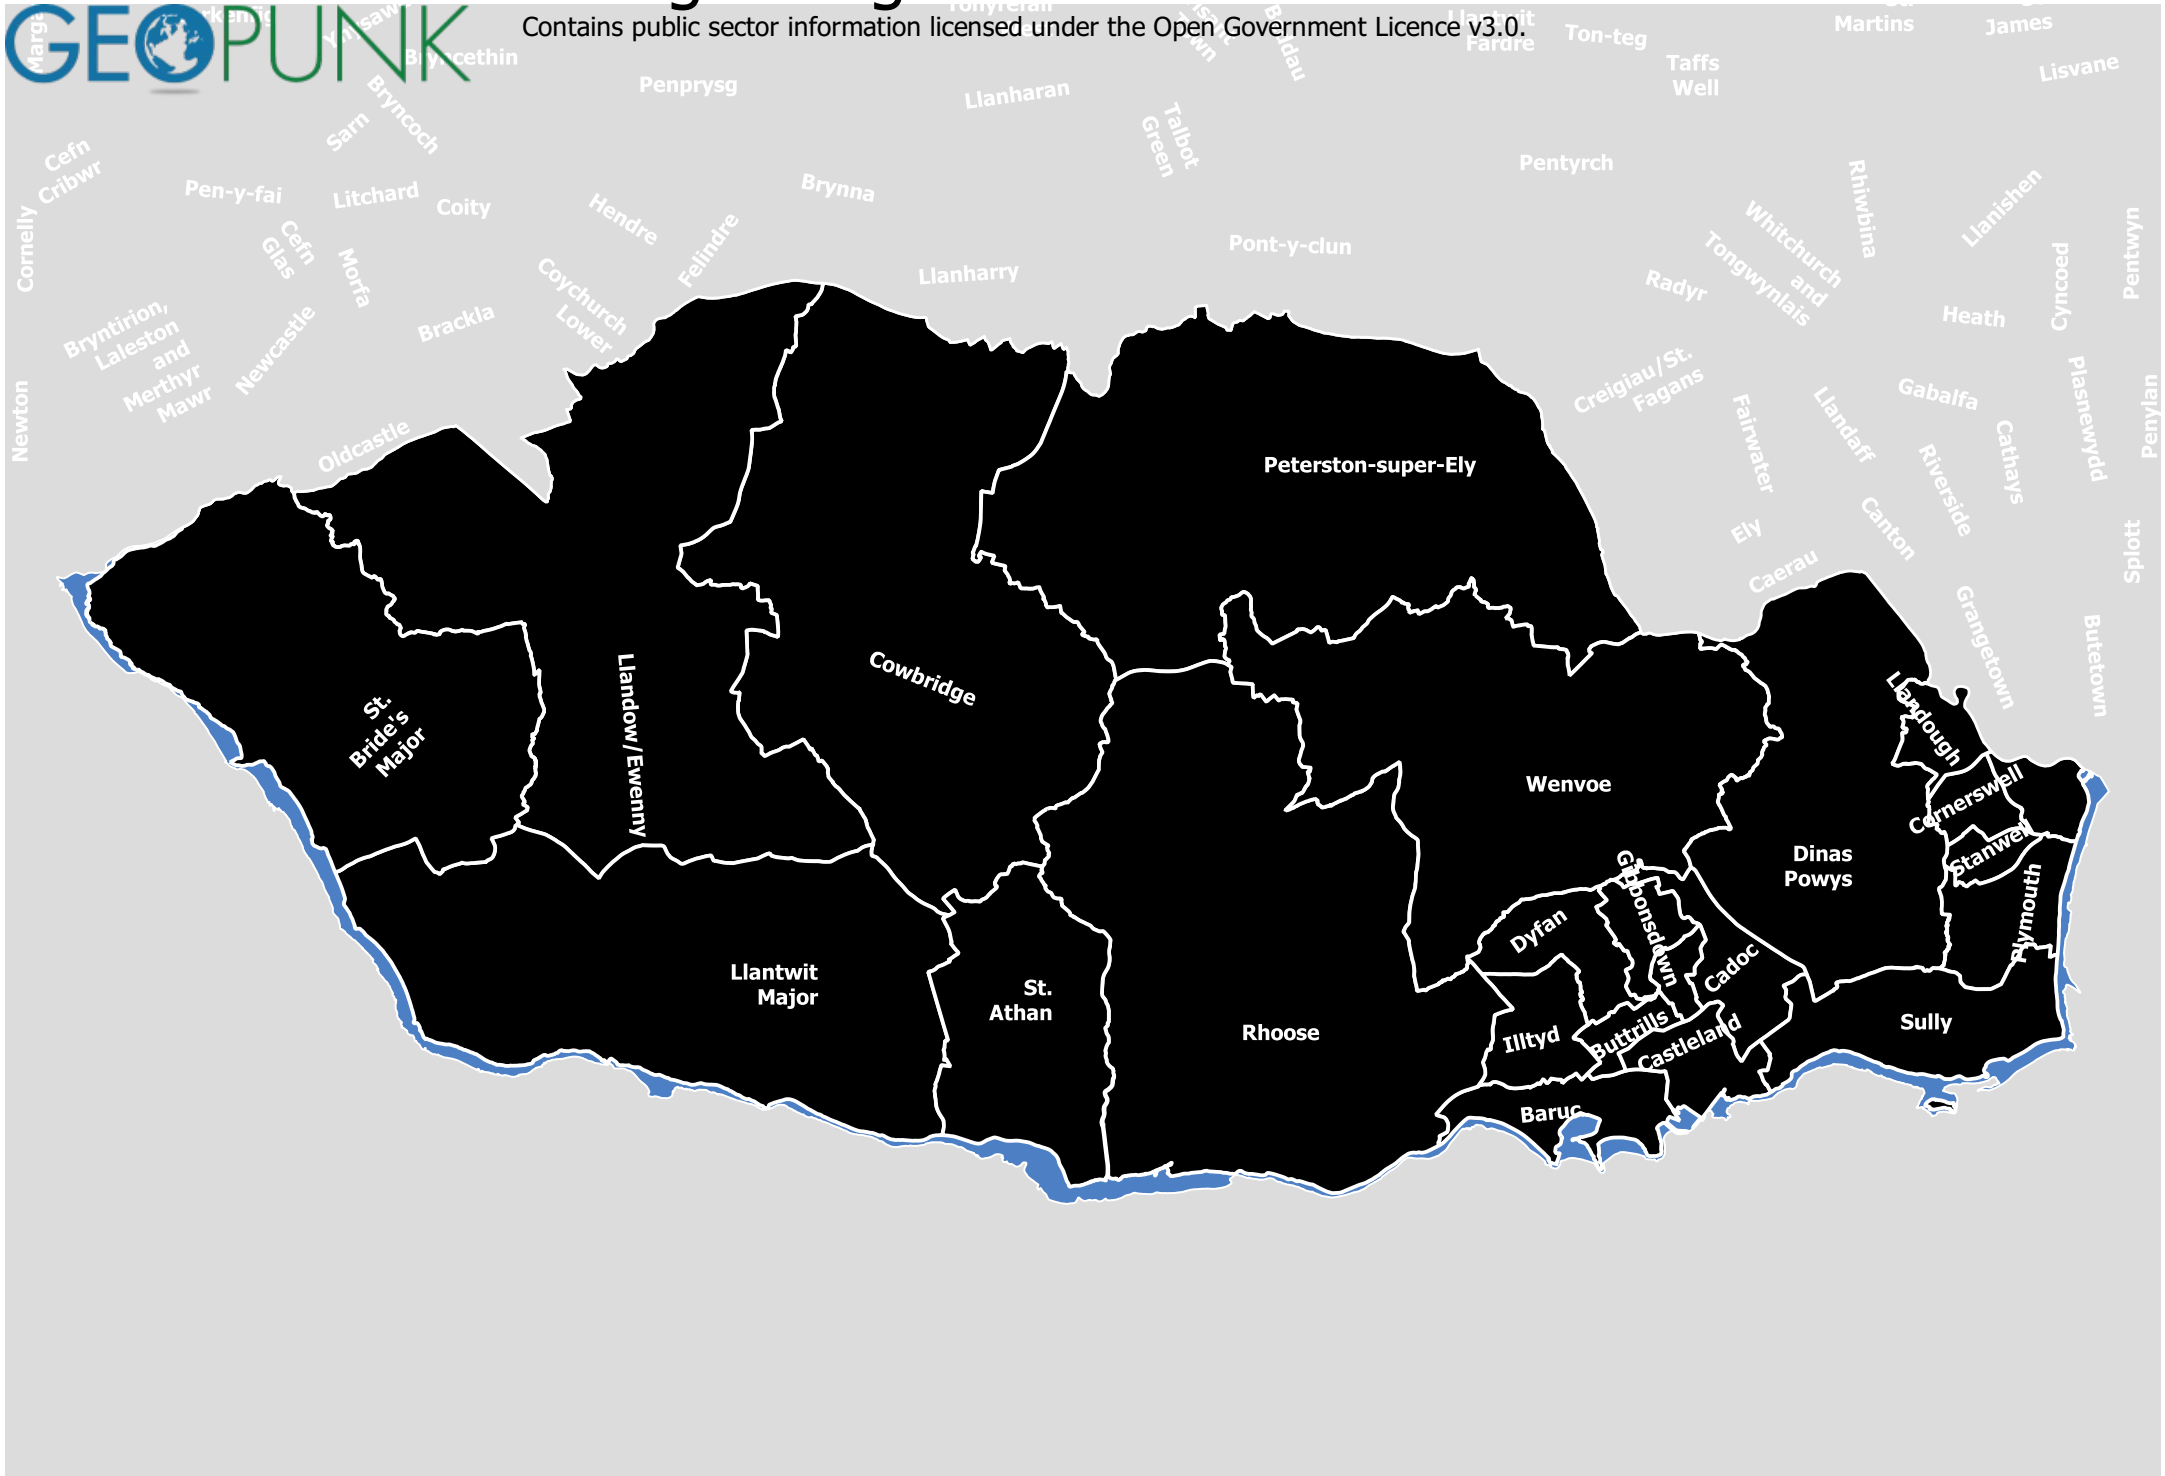 GEOPUNK
Contains public sector information licensed under the Open Government Licence v3.0.
Bryncethin
Llantwit
Fardre
Ton-teg
Martins
James
Taffs
Well
Lisvane
Penprysg
Llanharan
Bryncoch
Sarn
Talbot
Green
Cefn
Cribwr
Pentyrch
Pen-y-fai
Litchard
Coity
Brynna
Hendre
Felindre
Rhiwbina
Llanishen
Cornelly
Cefn
Glas
Morfa
Pont-y-clun
Whitchurch
and
Tongwynlais
Cyncoed
Pentwyn
Coychurch
Lower
Llanharry
Radyr
Bryntirion,
Laleston
and
Merthyr
Mawr
Newcastle
Brackla
Heath
Newton
Creigiau/St.
Fagans
Gabalfa
Plasnewydd
Penylan
Oldcastle
Fairwater
Llandaff
Cathays
Riverside
Peterston-super-Ely
Ely
Canton
Splott
Caerau
Grangetown
Butetown
Cowbridge
St.
Bride's
Major
Llandow/Ewenny
Llandough
Wenvoe
Cornerswell
Stanwell
Dinas
Powys
Plymouth
Gibbonsdown
Dyfan
Cadoc
Llantwit
Major
St.
Athan
Rhoose
Illtyd
Buttrills
Castleland
Sully
Baruc